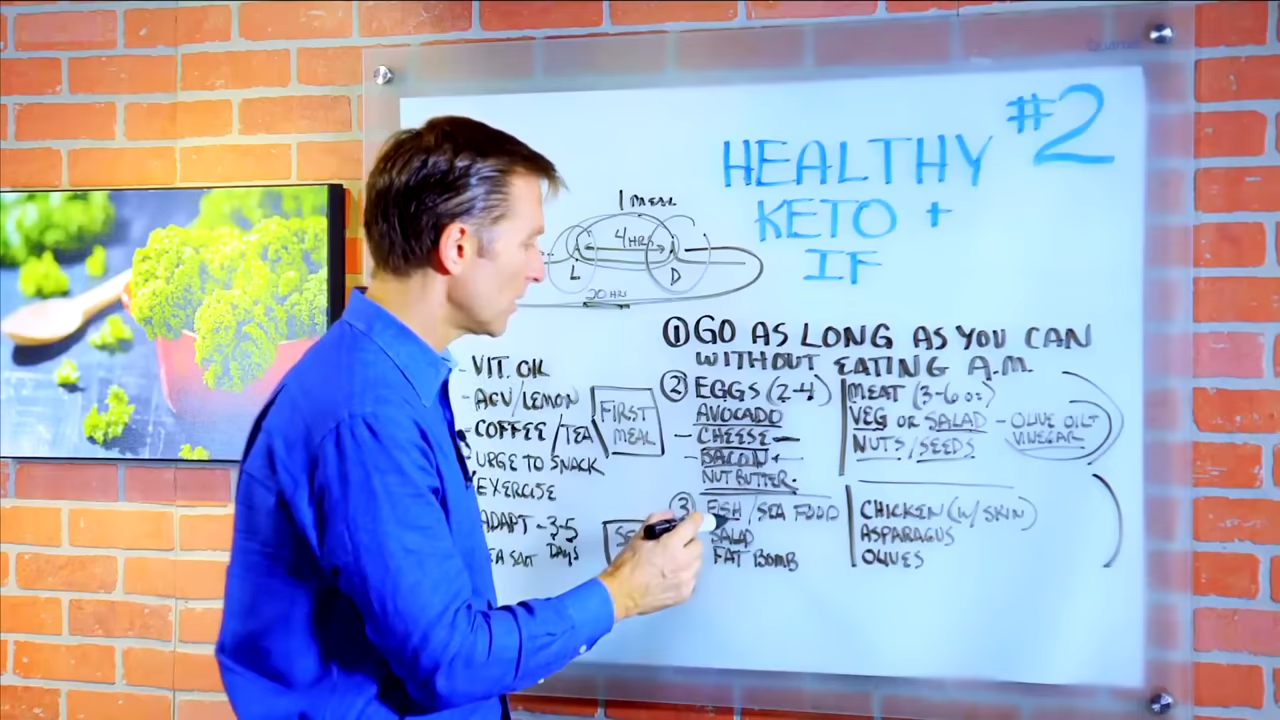 Quartet
#2
HEALTHY
KETO +
IF
1 MEAL
4 HRS
L
D
20 HRS
- VIT. OIL
- ACV/LEMON
- COFFEE/TEA
URGE TO SNACK
EXERCISE
ADAPT - 3-5
DAYS
SEA SALT
FIRST
MEAL
① GO AS LONG AS YOU CAN
WITHOUT EATING A.M.
② EGGS (2-4)
AVOCADO
- CHEESE
- BACON
NUT BUTTER
MEAT (3-6 oz)
VEG OR SALAD - OLIVE OIL+
VINEGAR
NUTS/SEEDS
③ FISH/SEA FOOD
SALAD
FAT BOMB
CHICKEN (W/SKIN)
ASPARAGUS
OLIVES